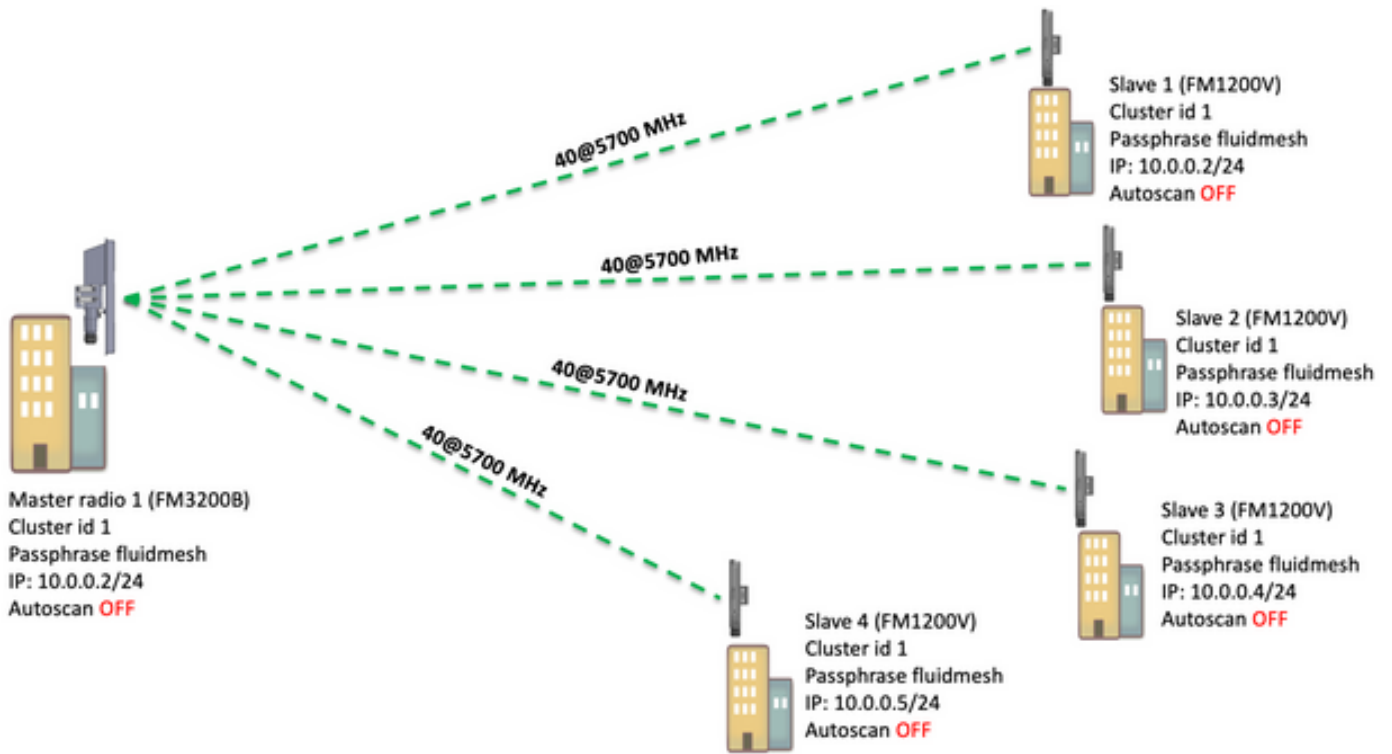 40@5700 MHz
Slave 1 (FM1200V)
Cluster id 1
Passphrase fluidmesh
IP: 10.0.0.2/24
Autoscan OFF
40@5700 MHz
Slave 2 (FM1200V)
Cluster id 1
Passphrase fluidmesh
IP: 10.0.0.3/24
Autoscan OFF
40@5700 MHz
40@5700 MHz
Master radio 1 (FM3200B)
Cluster id 1
Passphrase fluidmesh
IP: 10.0.0.2/24
Autoscan OFF
Slave 3 (FM1200V)
Cluster id 1
Passphrase fluidmesh
IP: 10.0.0.4/24
Autoscan OFF
Slave 4 (FM1200V)
Cluster id 1
Passphrase fluidmesh
IP: 10.0.0.5/24
Autoscan OFF